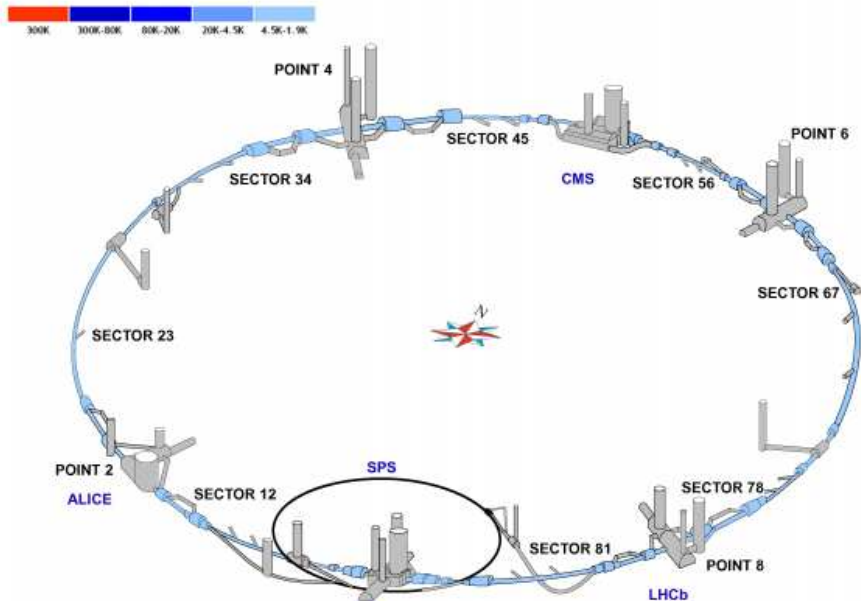 300K 300K-80K 80K-20K 20K-4.5K 4.5K-1.9K
POINT 4
SECTOR 45
POINT 6
SECTOR 34
CMS
SECTOR 56
N
SECTOR 67
SECTOR 23
POINT 2
SPS
ALICE
SECTOR 12
SECTOR 78
SECTOR 81
POINT 8
LHCb